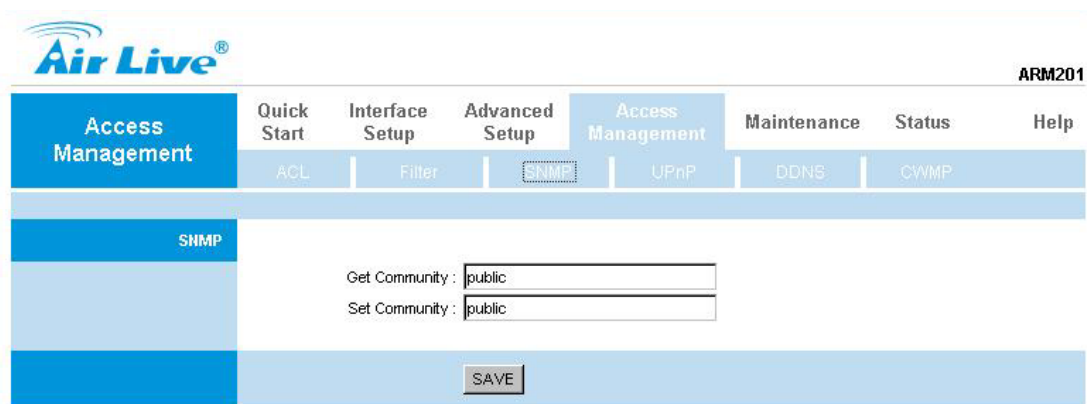 Air Live®
ARM201
Access Management
Quick Start
Interface Setup
Advanced Setup
Access Management
Maintenance
Status
Help
ACL
Filter
SNMP
UPnP
DDNS
CWMP
SNMP
Get Community : public
Set Community : public
SAVE